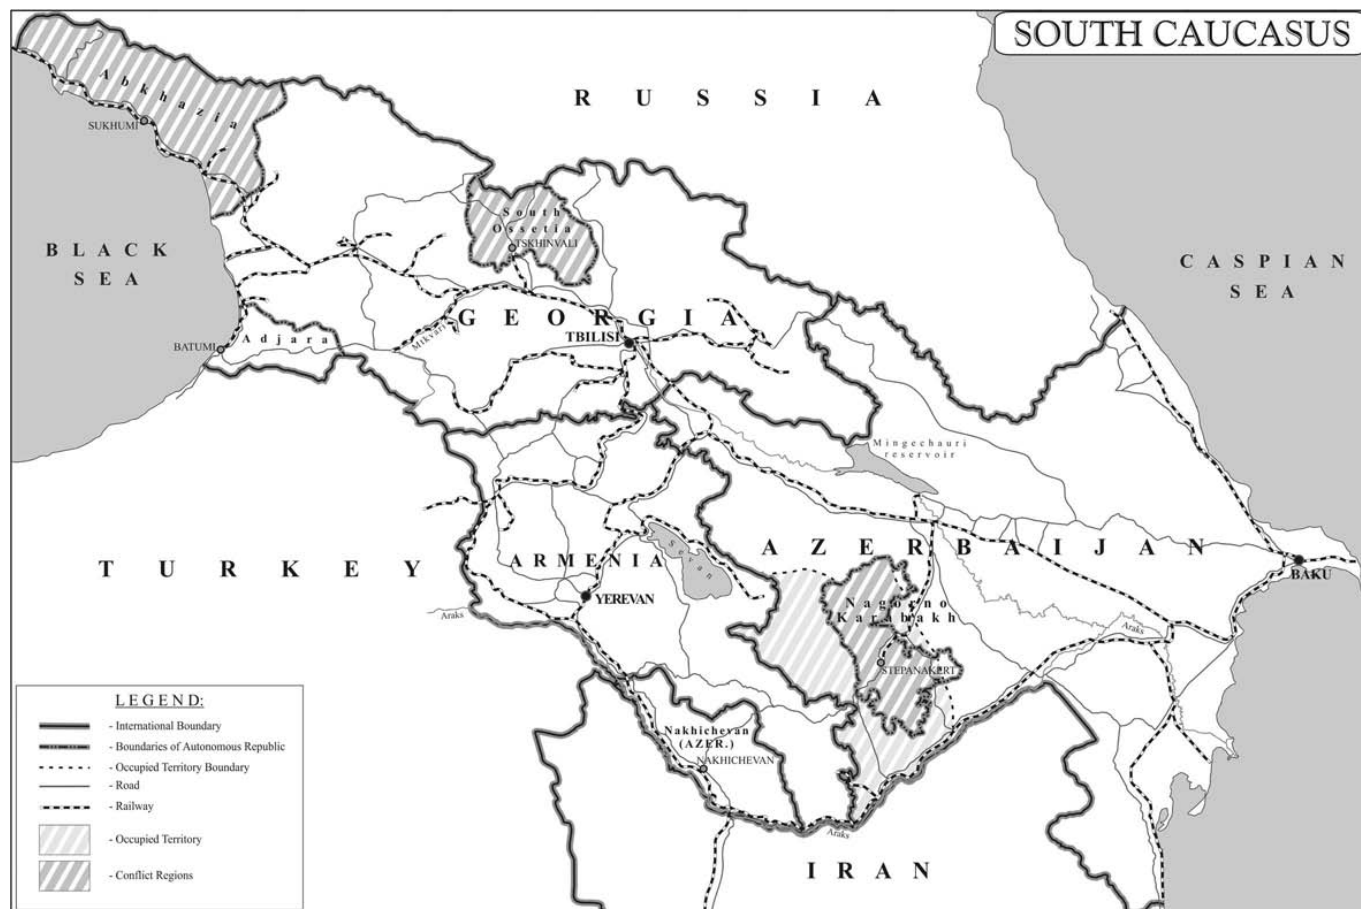 SOUTH CAUCASUS
RUSSIA
Abkhazia
SUKHUMI
BLACK
SEA
South
Ossetia
TSKHINVALI
CASPIAN
SEA
GEORGIA
Mtkvari
TBILISI
Adjara
BATUMI
Mingechauri
reservoir
TURKEY
ARMENIA
Sevan
AZERBAIJAN
BAKU
YEREVAN
Araks
Nagorno
Karabakh
Araks
STEPANAKERT
Nakhichevan
(AZER.)
NAKHICHEVAN
Araks
IRAN
LEGEND:
- International Boundary
- Boundaries of Autonomous Republic
- Occupied Territory Boundary
- Road
- Railway
- Occupied Territory
- Conflict Regions